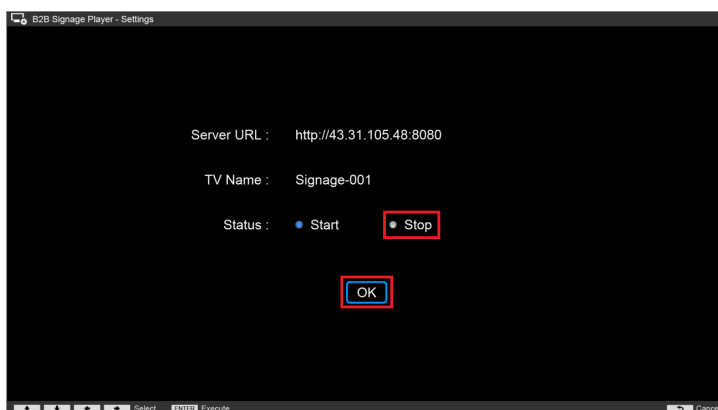 B2B Signage Player - Settings
Server URL : http://43.31.105.48:8080
TV Name : Signage-001
Status : Start Stop
OK
Select ENTER Execute Cancel